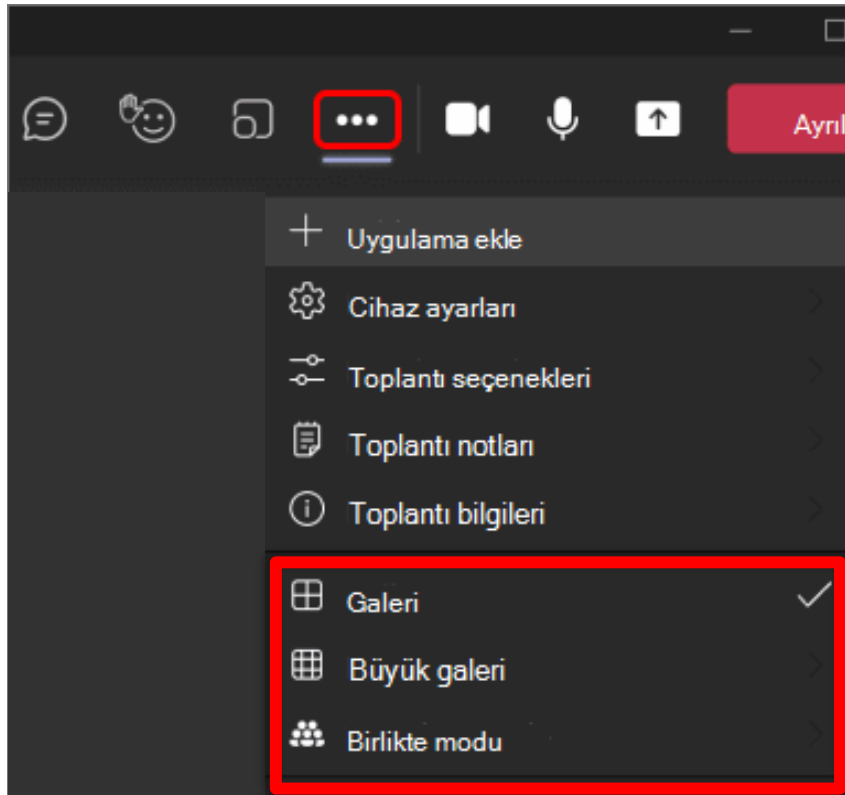 Ayrıl
Uygulama ekle
Cihaz ayarları
Toplantı seçenekleri
Toplantı notları
Toplantı bilgileri
Galeri
Büyük galeri
Birlikte modu